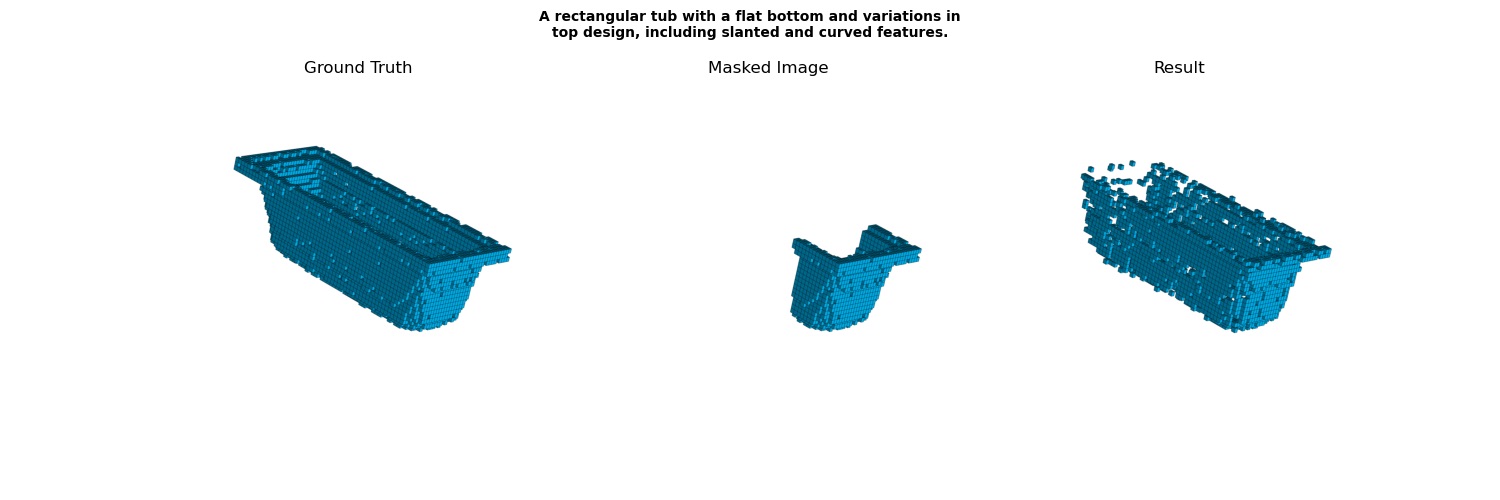 A rectangular tub with a flat bottom and variations in
top design, including slanted and curved features.
Ground Truth
Masked Image
Result